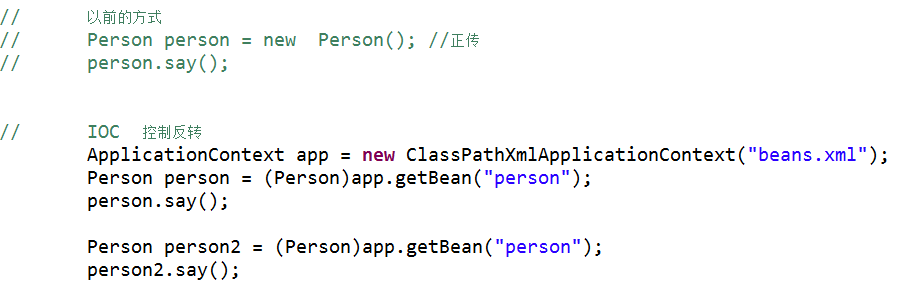 //      以前的方式
//      Person person = new  Person(); //正传
//      person.say();
//      IOC  控制反转
        ApplicationContext app = new ClassPathXmlApplicationContext("beans.xml");
        Person person = (Person)app.getBean("person");
        person.say();
        Person person2 = (Person)app.getBean("person");
        person2.say();